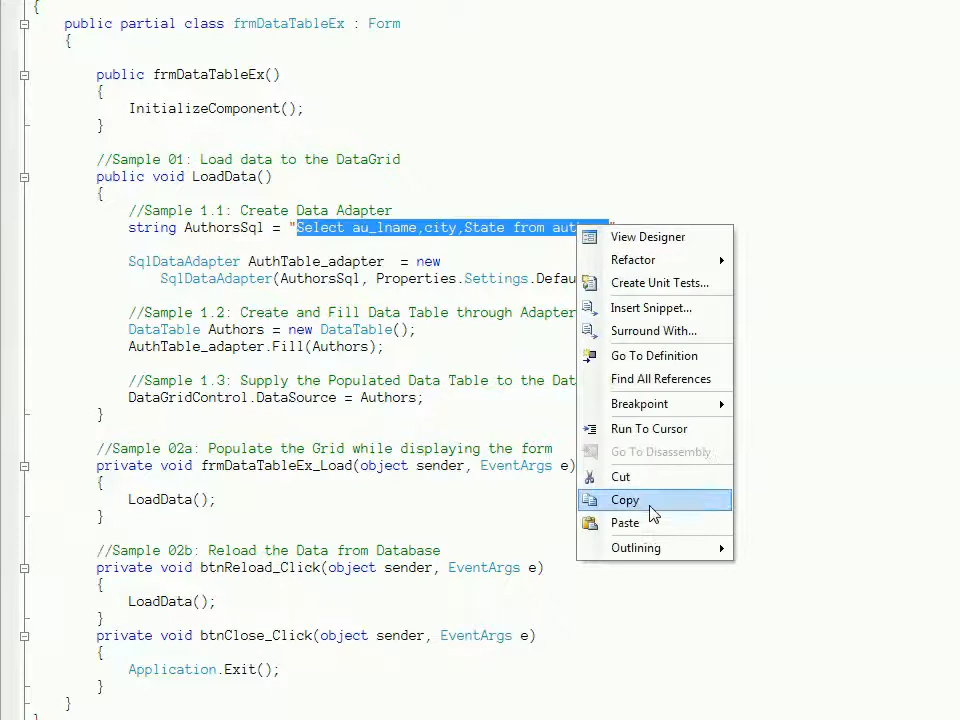 {
public partial class frmDataTableEx : Form
{
public frmDataTableEx()
{
InitializeComponent();
}
//Sample 01: Load data to the DataGrid
public void LoadData()
{
//Sample 1.1: Create Data Adapter
string AuthorsSql = "Select au_lname,city,State from aut
SqlDataAdapter AuthTable_adapter = new
SqlDataAdapter(AuthorsSql, Properties.Settings.Defau
//Sample 1.2: Create and Fill Data Table through Adapter
DataTable Authors = new DataTable();
AuthTable_adapter.Fill(Authors);
//Sample 1.3: Supply the Populated Data Table to the Dat
DataGridControl.DataSource = Authors;
}
//Sample 02a: Populate the Grid while displaying the form
private void frmDataTableEx_Load(object sender, EventArgs e)
{
LoadData();
}
//Sample 02b: Reload the Data from Database
private void btnReload_Click(object sender, EventArgs e)
{
LoadData();
}
private void btnClose_Click(object sender, EventArgs e)
{
Application.Exit();
}
}
View Designer
Refactor
Create Unit Tests...
Insert Snippet...
Surround With...
Go To Definition
Find All References
Breakpoint
Run To Cursor
Go To Disassembly
Cut
Copy
Paste
Outlining